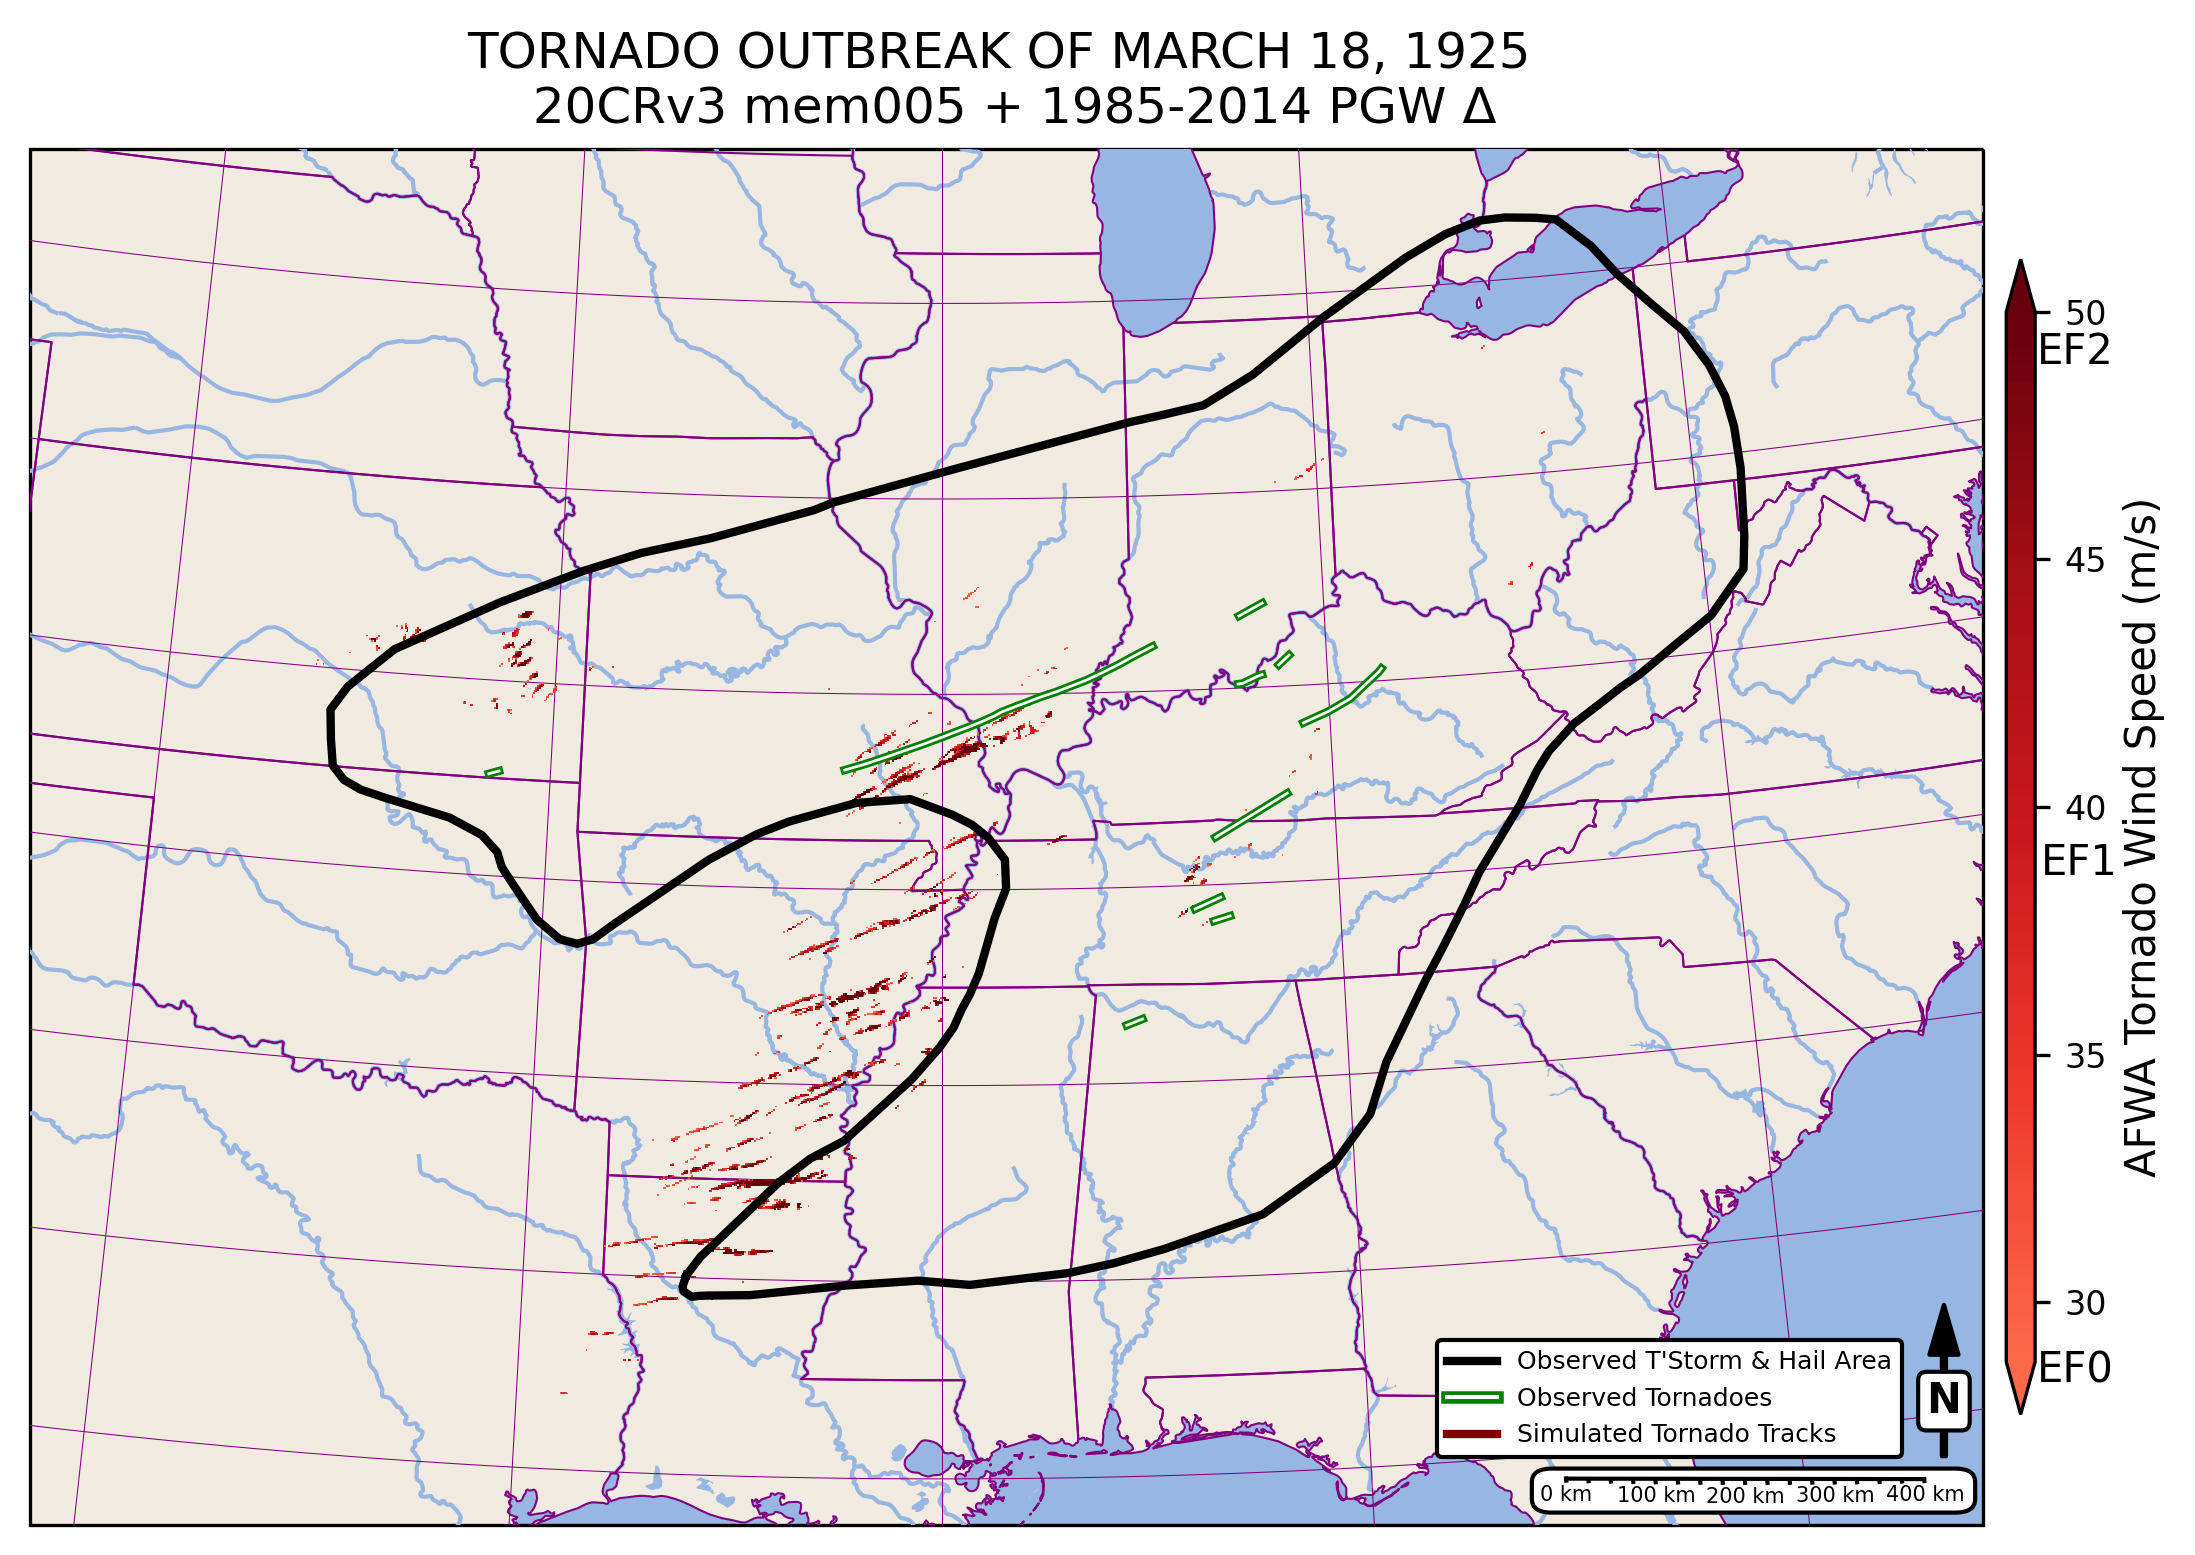 TORNADO OUTBREAK OF MARCH 18, 1925
20CRv3 mem005 + 1985-2014 PGW Δ
50
EF2
45
40
EF1
35
30
EF0
AFWA Tornado Wind Speed (m/s)
Observed T'Storm & Hail Area
Observed Tornadoes
Simulated Tornado Tracks
N
0 km 100 km 200 km 300 km 400 km